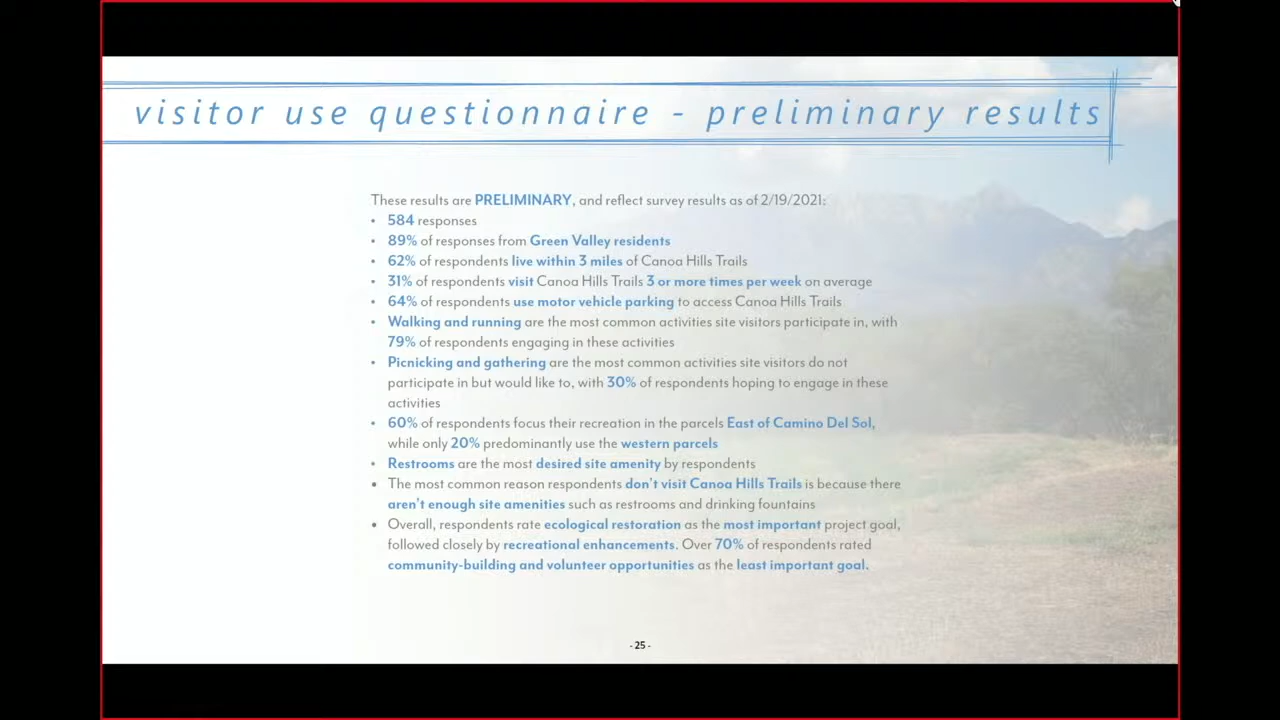 visitor use questionnaire - preliminary results
These results are PRELIMINARY, and reflect survey results as of 2/19/2021:
• 584 responses
• 89% of responses from Green Valley residents
• 62% of respondents live within 3 miles of Canoa Hills Trails
• 31% of respondents visit Canoa Hills Trails 3 or more times per week on average
• 64% of respondents use motor vehicle parking to access Canoa Hills Trails
• Walking and running are the most common activities site visitors participate in, with
79% of respondents engaging in these activities
• Picnicking and gathering are the most common activities site visitors do not
participate in but would like to, with 30% of respondents hoping to engage in these
activities
• 60% of respondents focus their recreation in the parcels East of Camino Del Sol,
while only 20% predominantly use the western parcels
• Restrooms are the most desired site amenity by respondents
• The most common reason respondents don't visit Canoa Hills Trails is because there
aren't enough site amenities such as restrooms and drinking fountains
• Overall, respondents rate ecological restoration as the most important project goal,
followed closely by recreational enhancements. Over 70% of respondents rated
community-building and volunteer opportunities as the least important goal.
- 25 -